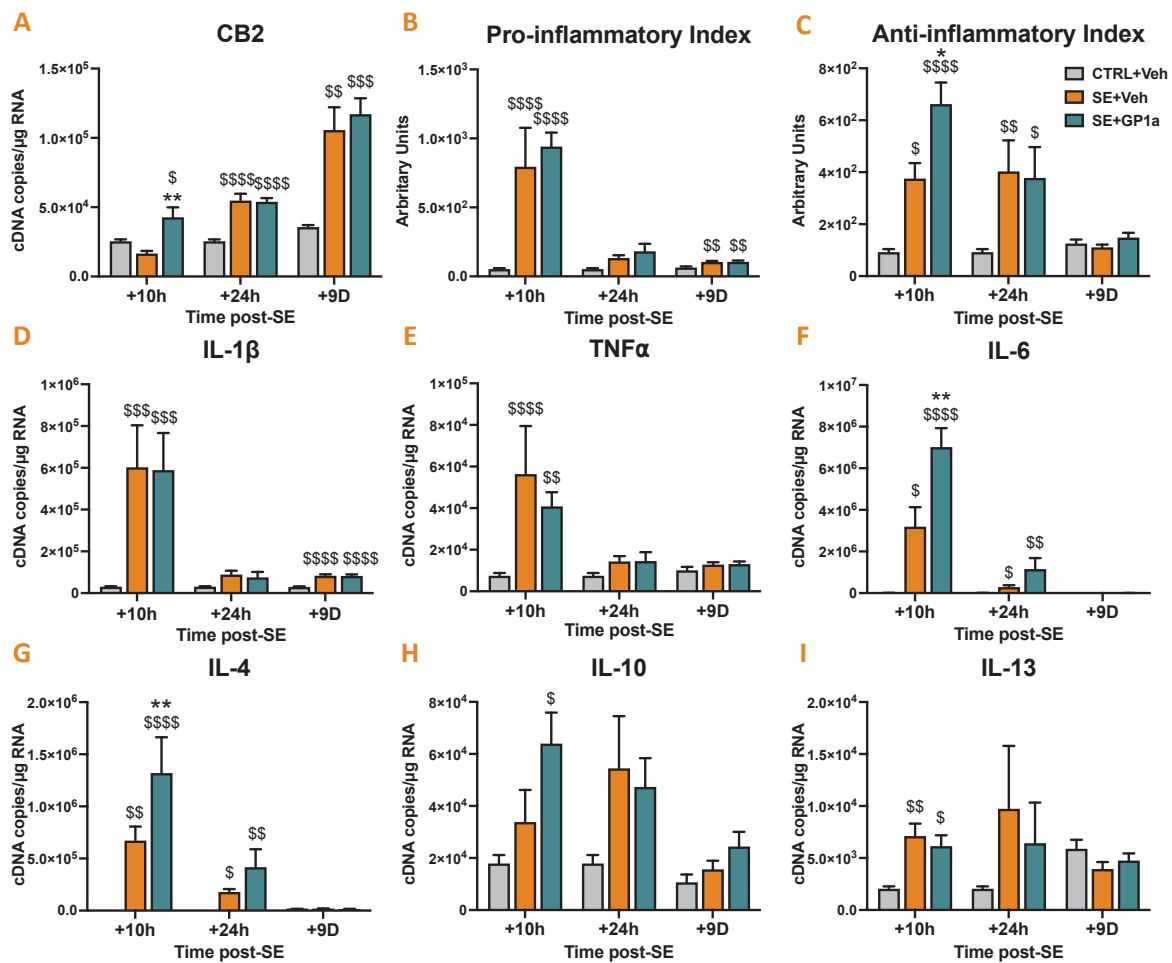 A
CB2
cDNA copies/µg RNA
1.5×10⁵
1.0×10⁵
5.0×10⁴
0.0
$
**
$$$$
$$$$
$$
$$$
+10h
+24h
+9D
Time post-SE
B
Pro-inflammatory Index
Arbritary Units
1.5×10³
1.0×10³
5.0×10²
0.0
$$$$
$$$$
$$
$$
+10h
+24h
+9D
Time post-SE
C
Anti-inflammatory Index
Arbitrary Units
8×10²
6×10²
4×10²
2×10²
0
$
*
$$$$
$$
$
+10h
+24h
+9D
Time post-SE
CTRL+Veh
SE+Veh
SE+GP1a
D
IL-1β
cDNA copies/µg RNA
1×10⁶
8×10⁵
6×10⁵
4×10⁵
2×10⁵
0
$$$
$$$
$$$$
$$$$
+10h
+24h
+9D
Time post-SE
E
TNFα
cDNA copies/µg RNA
1×10⁵
8×10⁴
6×10⁴
4×10⁴
2×10⁴
0
$$$$
$$
+10h
+24h
+9D
Time post-SE
F
IL-6
cDNA copies/µg RNA
1×10⁷
8×10⁶
6×10⁶
4×10⁶
2×10⁶
0
$
**
$$$$
$
$$
+10h
+24h
+9D
Time post-SE
G
IL-4
cDNA copies/µg RNA
2.0×10⁶
1.5×10⁶
1.0×10⁶
5.0×10⁵
0.0
$$
**
$$$$
$
$$
+10h
+24h
+9D
Time post-SE
H
IL-10
cDNA copies/µg RNA
8×10⁴
6×10⁴
4×10⁴
2×10⁴
0
$
+10h
+24h
+9D
Time post-SE
I
IL-13
cDNA copies/µg RNA
2.0×10⁴
1.5×10⁴
1.0×10⁴
5.0×10³
0.0
$$
$
+10h
+24h
+9D
Time post-SE